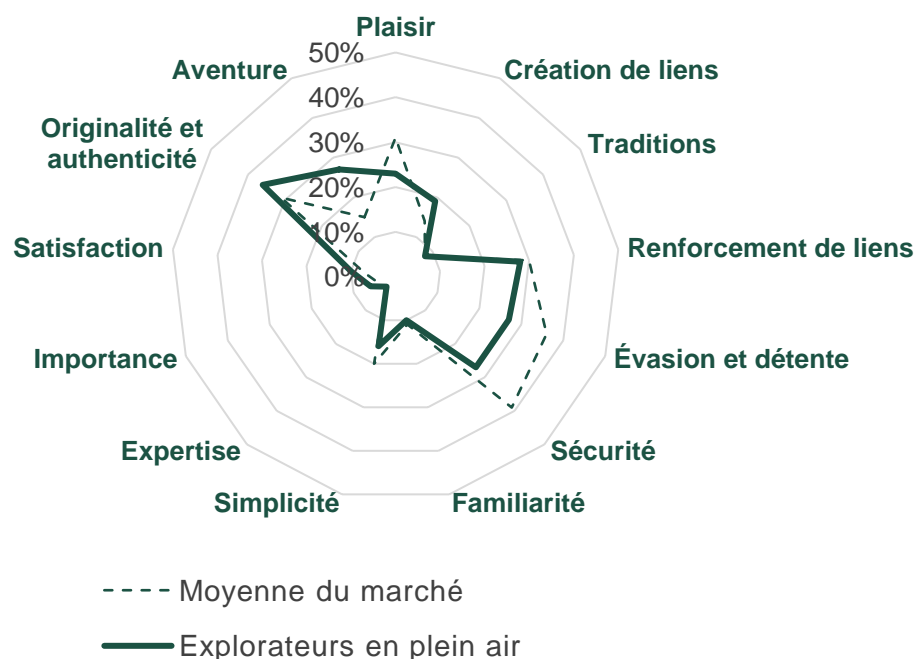 Plaisir
50%
Création de liens
Aventure
40%
Originalité et
authenticité
30%
Traditions
20%
10%
Satisfaction
0%
Renforcement de liens
Importance
Évasion et détente
Expertise
Sécurité
Simplicité
Familiarité
Moyenne du marché
Explorateurs en plein air